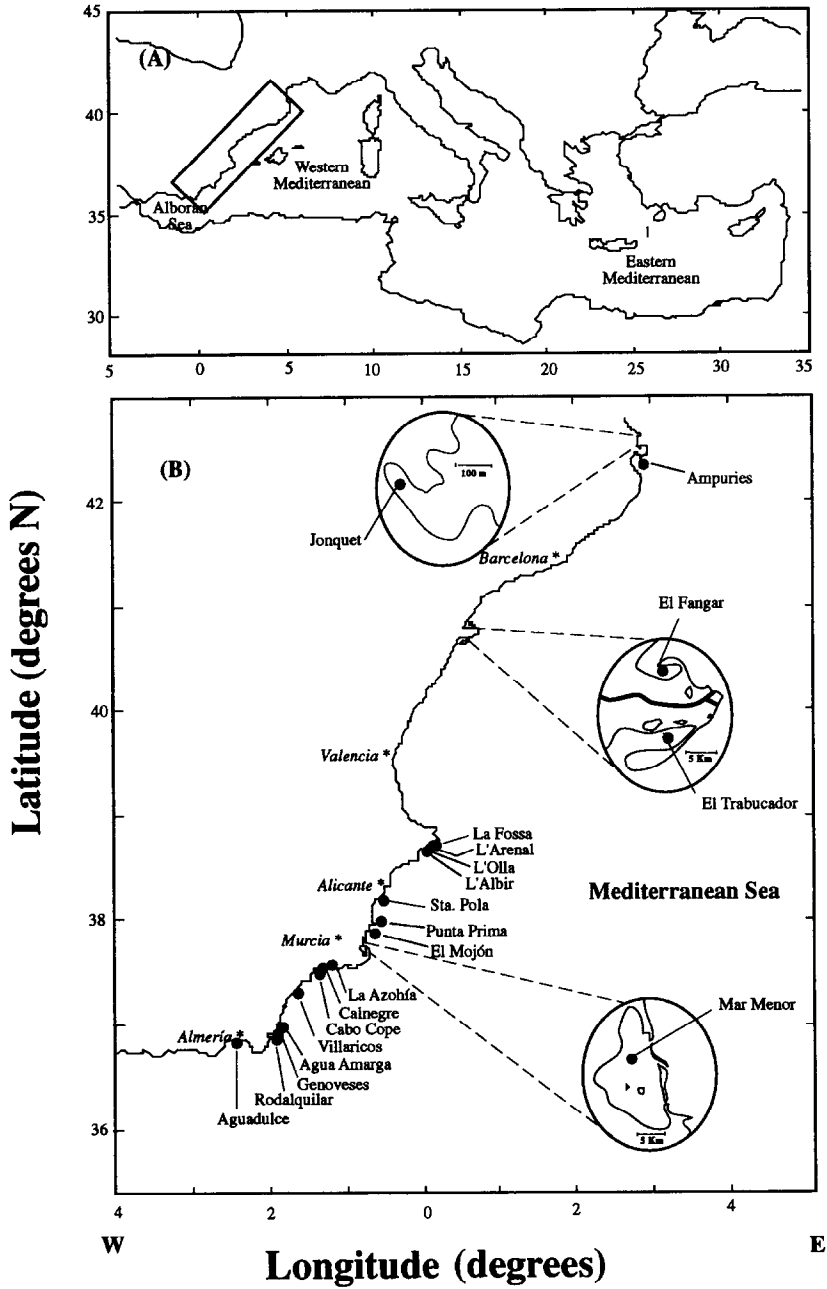 45
(A)
40
Western
Mediterranean
Alboran
Sea
35
Eastern
Mediterranean
30
5
0
5
10
15
20
25
30
35
(B)
100 m
Ampuries
42
Jonquet
Barcelona *
El Fangar
40
Valencia *
5 Km
El Trabucador
La Fossa
L'Arenal
L'Olla
L'Albir
Alicante *
Mediterranean Sea
Sta. Pola
38
Punta Prima
Murcia *
El Mojón
La Azohía
Calnegre
Mar Menor
Cabo Cope
Almería *
Villaricos
Agua Amarga
Genoveses
Rodalquilar
Aguadulce
36
5 Km
4
2
0
2
4
W
E
Longitude (degrees)
Latitude (degrees N)